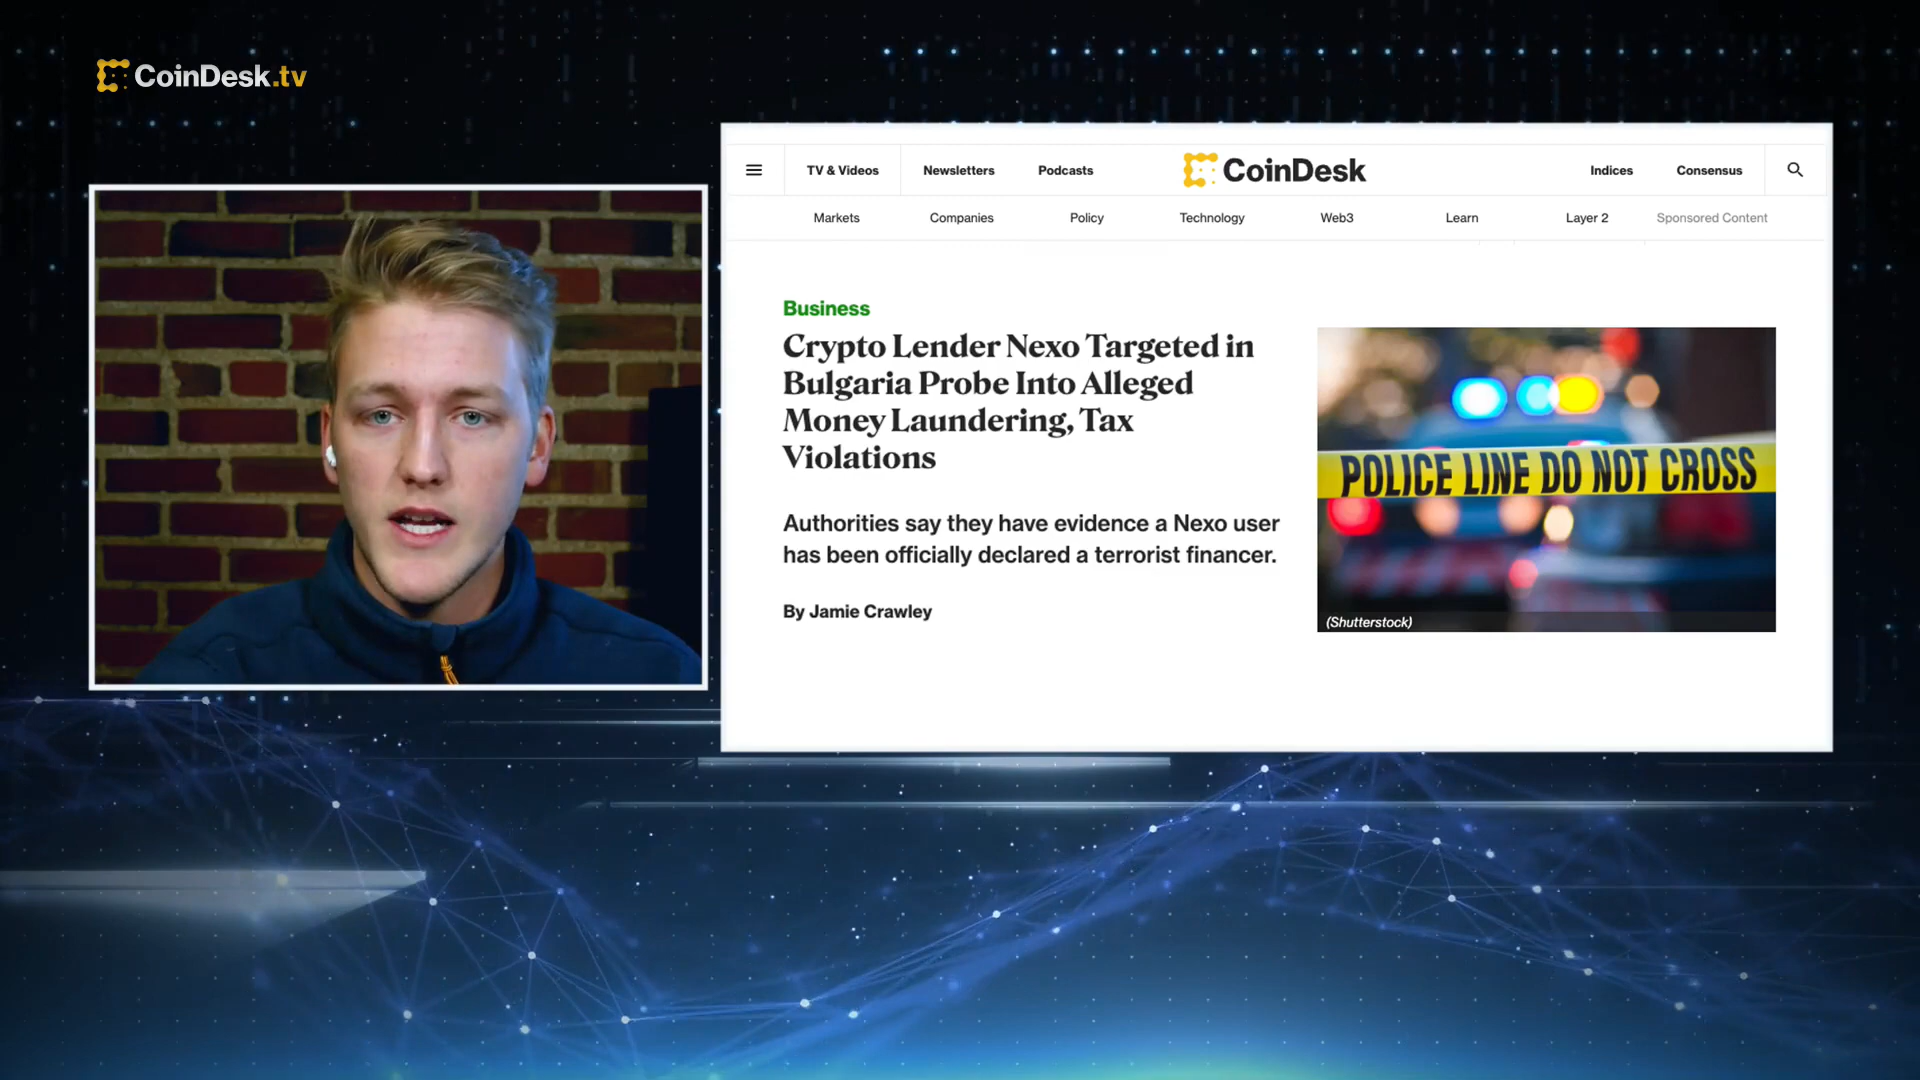 CoinDesk.tv
TV & Videos
Newsletters
Podcasts
CoinDesk
Indices
Consensus
Markets
Companies
Policy
Technology
Web3
Learn
Layer 2
Sponsored Content
Business
Crypto Lender Nexo Targeted in
Bulgaria Probe Into Alleged
Money Laundering, Tax
Violations
Authorities say they have evidence a Nexo user
has been officially declared a terrorist financer.
By Jamie Crawley
POLICE LINE DO NOT CROSS
(Shutterstock)